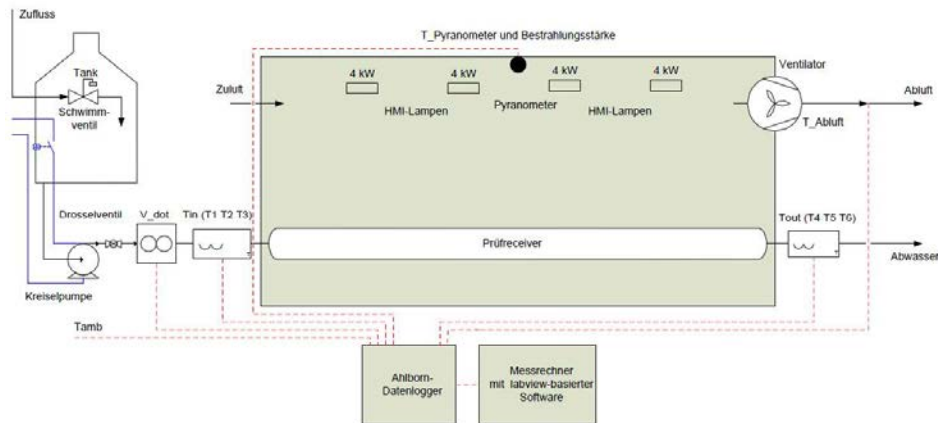 Zufluss
Tank
Schwimm-
ventil
T_Pyranometer und Bestrahlungsstärke
4 kW
4 kW
4 kW
4 kW
Zuluft
HMI-Lampen
Pyranometer
HMI-Lampen
Ventilator
Abluft
T_Abluft
Drosselventil
V_dot
Tin (T1 T2 T3)
Prüfreceiver
Tout (T4 T5 T6)
Abwasser
Kreiselpumpe
Tamb
Ahlborn-
Datenlogger
Messrechner
mit labview-basierter
Software